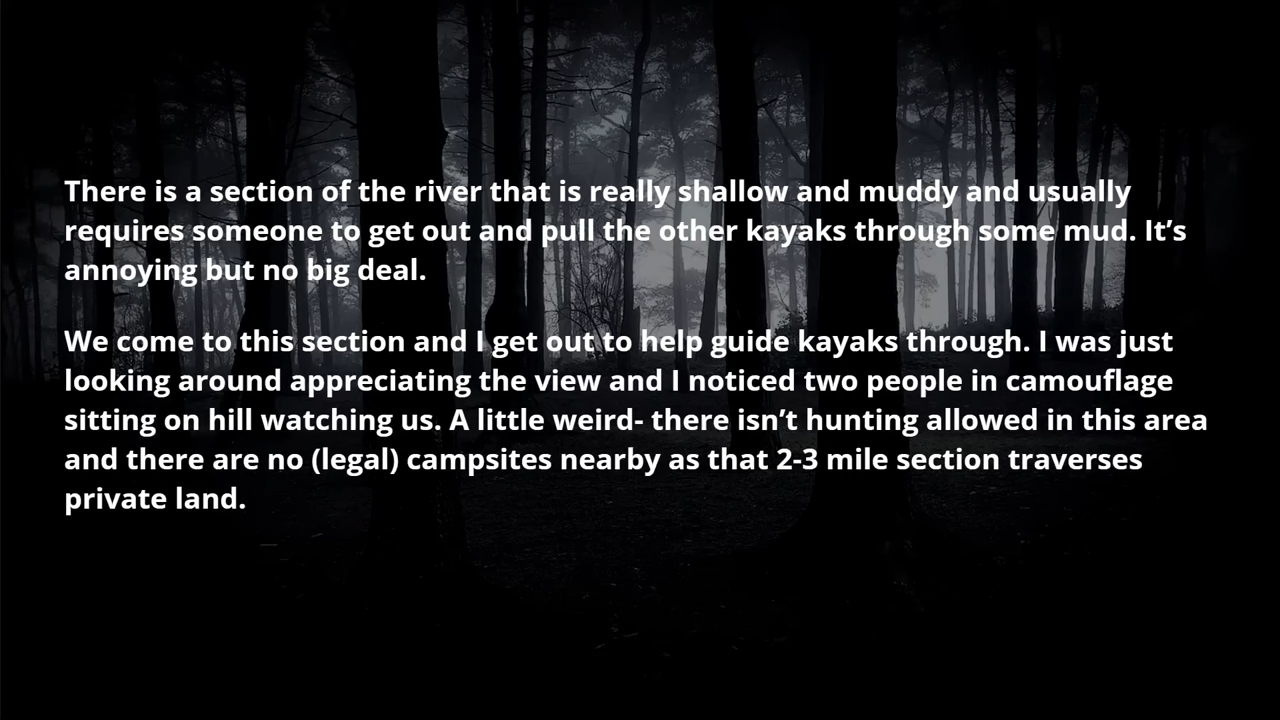 There is a section of the river that is really shallow and muddy and usually
requires someone to get out and pull the other kayaks through some mud. It’s
annoying but no big deal.
We come to this section and I get out to help guide kayaks through. I was just
looking around appreciating the view and I noticed two people in camouflage
sitting on hill watching us. A little weird- there isn’t hunting allowed in this area
and there are no (legal) campsites nearby as that 2-3 mile section traverses
private land.